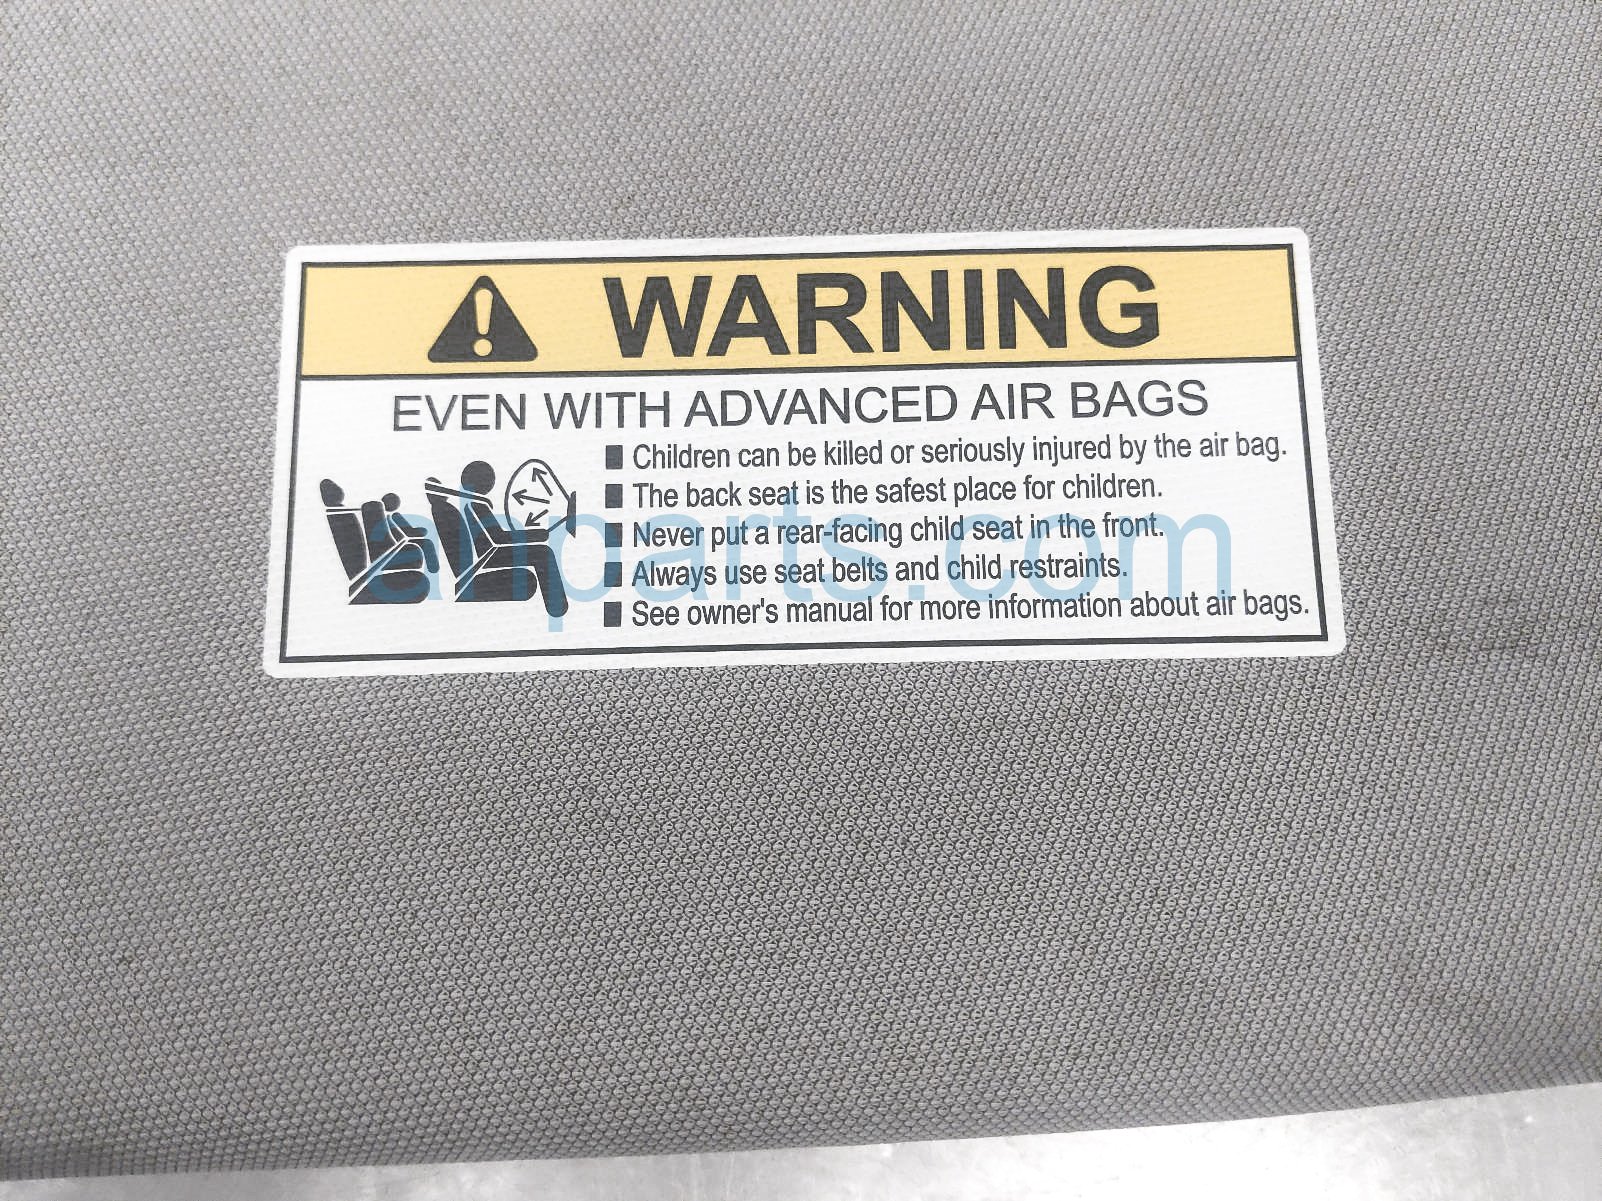 WARNING
EVEN WITH ADVANCED AIR BAGS
■ Children can be killed or seriously injured by the air bag.
■ The back seat is the safest place for children.
■ Never put a rear-facing child seat in the front.
■ Always use seat belts and child restraints.
■ See owner's manual for more information about air bags.
ahparts.com